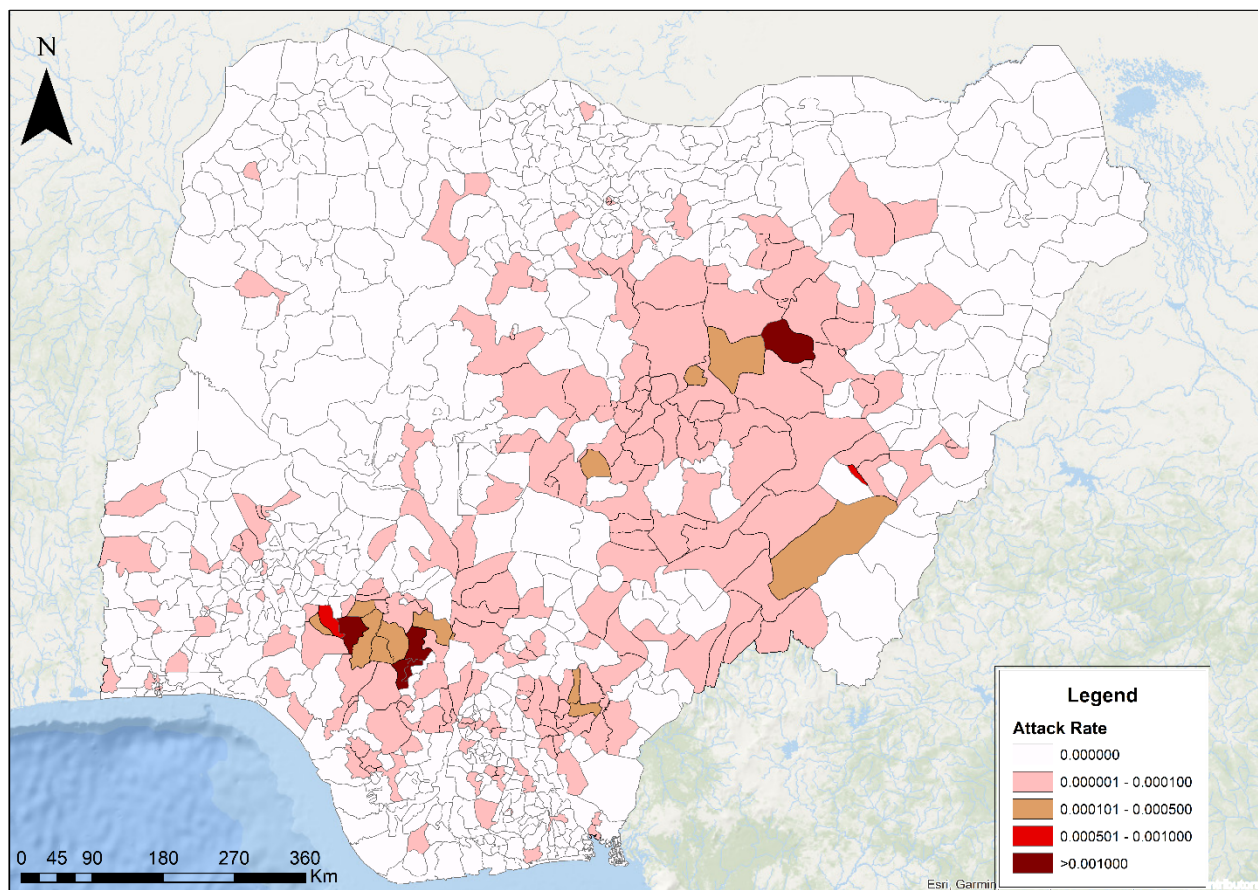 N
Legend
Attack Rate
0.000000
0.000001 - 0.000100
0.000101 - 0.000500
0.000501 - 0.001000
>0.001000
0 45 90 180 270 360
Km
Esri, Garmin